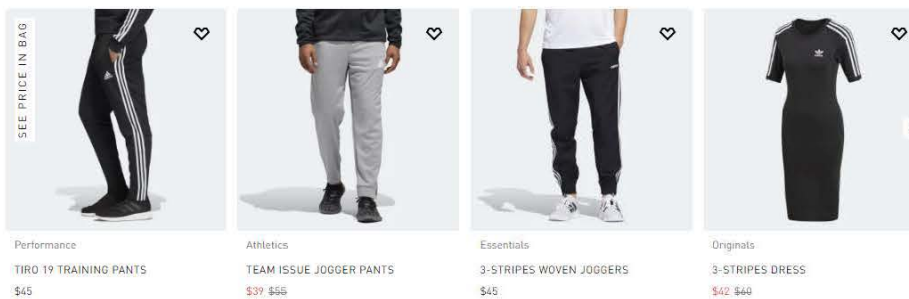 SEE PRICE IN BAG
Performance
TIRO 19 TRAINING PANTS
$45
Athletics
TEAM ISSUE JOGGER PANTS
$39 $55
Essentials
3-STRIPES WOVEN JOGGERS
$45
Originals
3-STRIPES DRESS
$42 $60